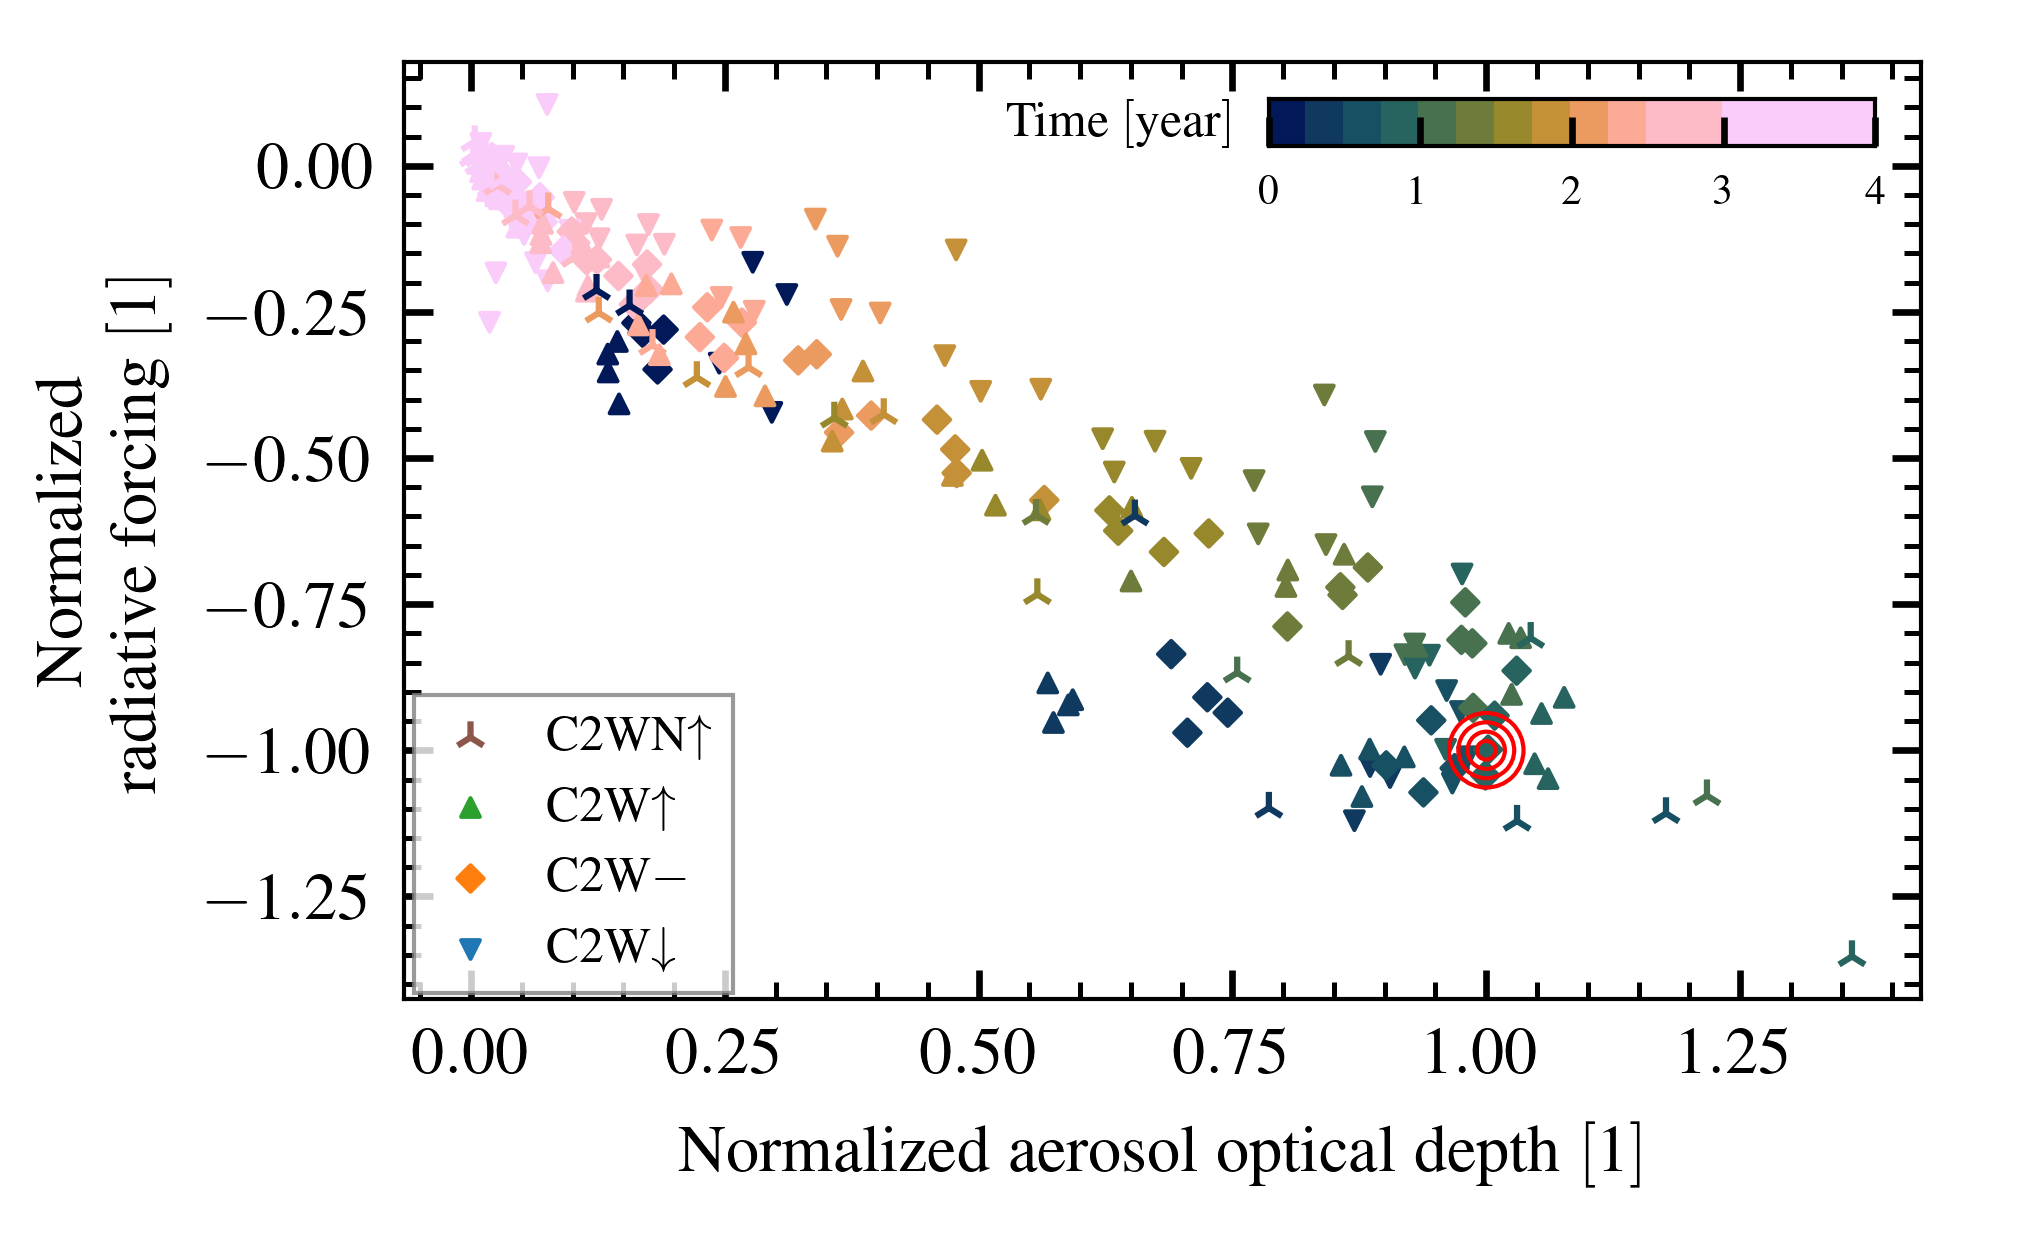 Time [year]
0 1 2 3 4
Normalized
radiative forcing [1]
0.00
−0.25
−0.50
−0.75
−1.00
−1.25
C2WN↑
C2W↑
C2W−
C2W↓
0.00 0.25 0.50 0.75 1.00 1.25
Normalized aerosol optical depth [1]